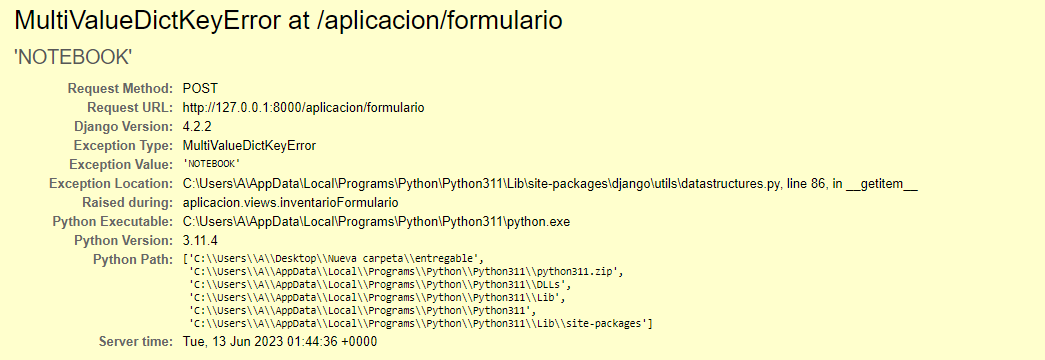 MultiValueDictKeyError at /aplicacion/formulario
'NOTEBOOK'
Request Method: POST
Request URL: http://127.0.0.1:8000/aplicacion/formulario
Django Version: 4.2.2
Exception Type: MultiValueDictKeyError
Exception Value: 'NOTEBOOK'
Exception Location: C:\Users\A\AppData\Local\Programs\Python\Python311\Lib\site-packages\django\utils\datastructures.py, line 86, in __getitem__
Raised during: aplicacion.views.inventarioFormulario
Python Executable: C:\Users\A\AppData\Local\Programs\Python\Python311\python.exe
Python Version: 3.11.4
Python Path: ['C:\\Users\\A\\Desktop\\Nueva carpeta\\entregable',
'C:\\Users\\A\\AppData\\Local\\Programs\\Python\\Python311\\python311.zip',
'C:\\Users\\A\\AppData\\Local\\Programs\\Python\\Python311\\DLLs',
'C:\\Users\\A\\AppData\\Local\\Programs\\Python\\Python311\\Lib',
'C:\\Users\\A\\AppData\\Local\\Programs\\Python\\Python311',
'C:\\Users\\A\\AppData\\Local\\Programs\\Python\\Python311\\Lib\\site-packages']
Server time: Tue, 13 Jun 2023 01:44:36 +0000